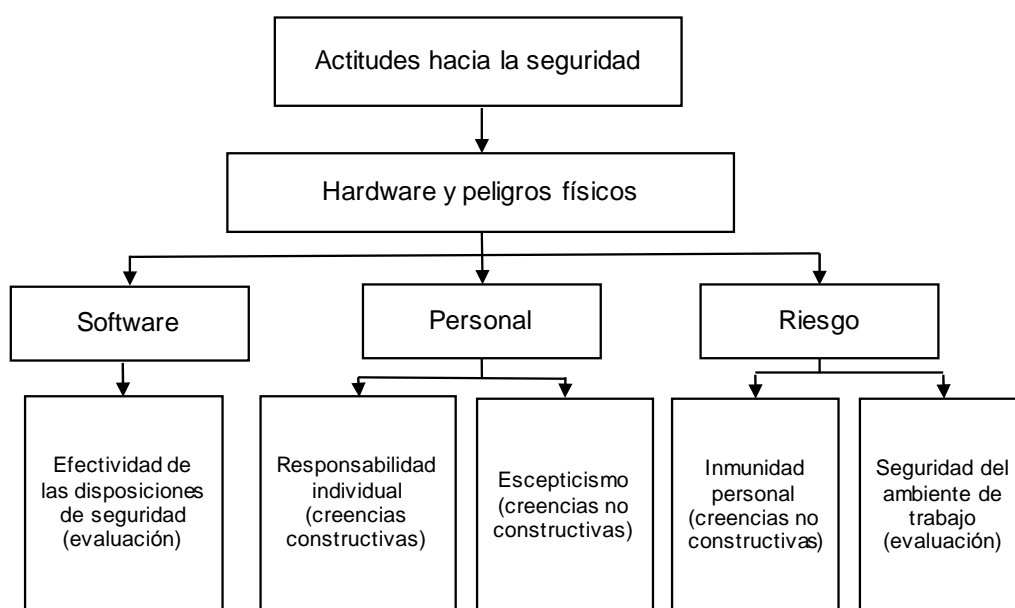 Actitudes hacia la seguridad
Hardware y peligros físicos
Software
Personal
Riesgo
Efectividad de
las disposiciones
de seguridad
(evaluación)
Responsabilidad
individual
(creencias
constructivas)
Escepticismo
(creencias no
constructivas)
Inmunidad
personal
(creencias no
constructivas)
Seguridad del
ambiente de
trabajo
(evaluación)